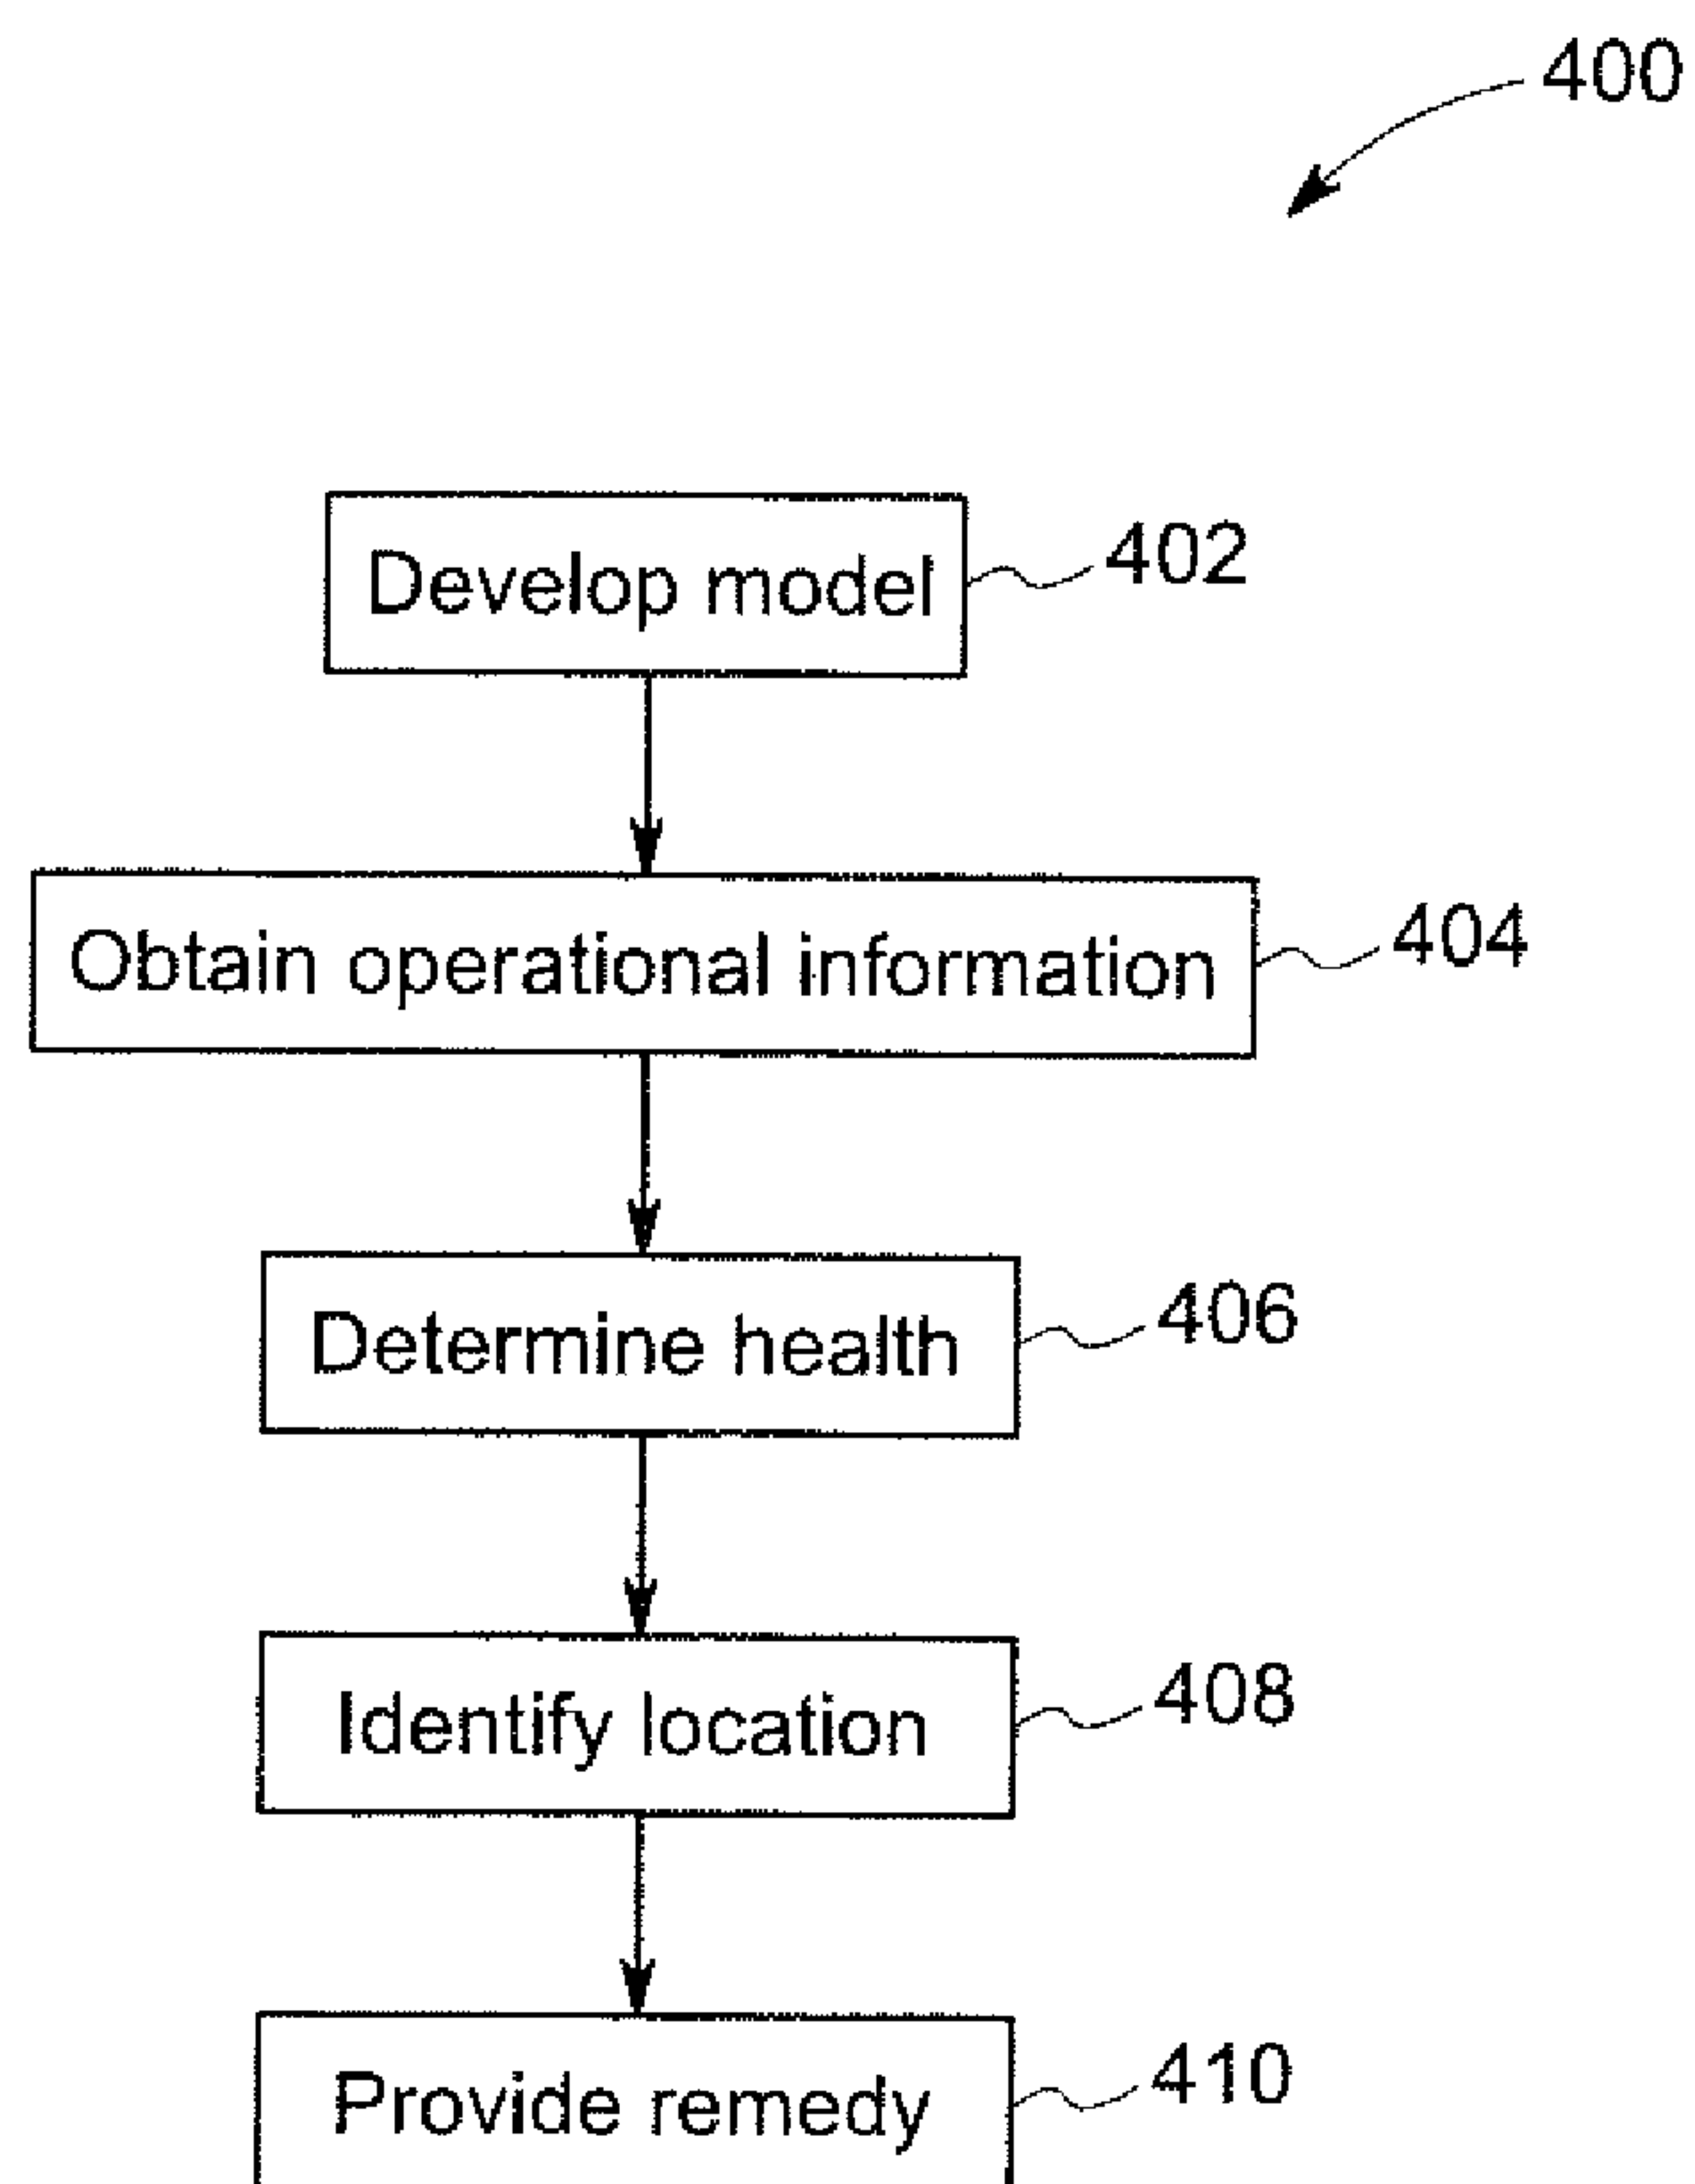 400
Develop model
402
Obtain operational information
404
Determine health
406
Identify location
408
Provide remedy
410